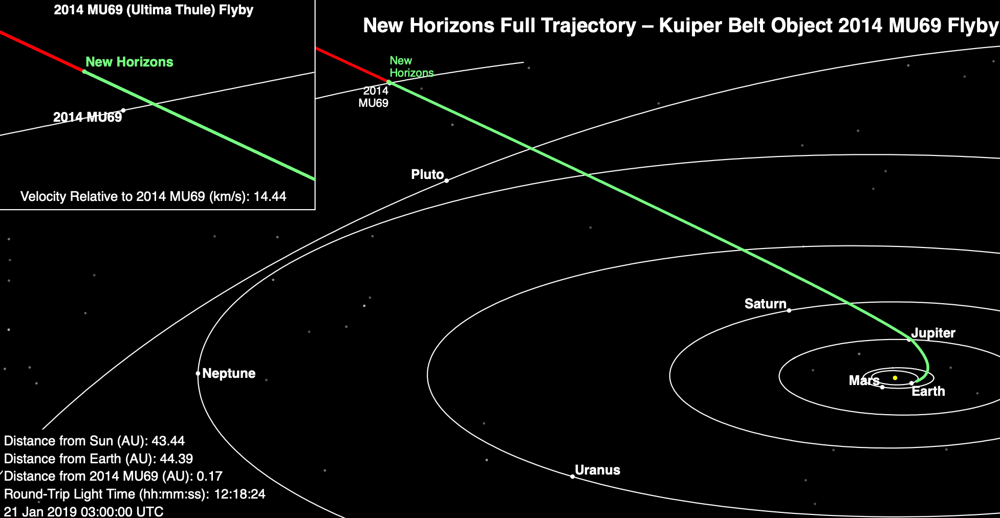 2014 MU69 (Ultima Thule) Flyby
New Horizons
2014 MU69
Velocity Relative to 2014 MU69 (km/s): 14.44
New Horizons Full Trajectory – Kuiper Belt Object 2014 MU69 Flyby
New
Horizons
2014
MU69
Pluto
Saturn
Jupiter
Neptune
Mars
Earth
Uranus
Distance from Sun (AU): 43.44
Distance from Earth (AU): 44.39
Distance from 2014 MU69 (AU): 0.17
Round-Trip Light Time (hh:mm:ss): 12:18:24
21 Jan 2019 03:00:00 UTC